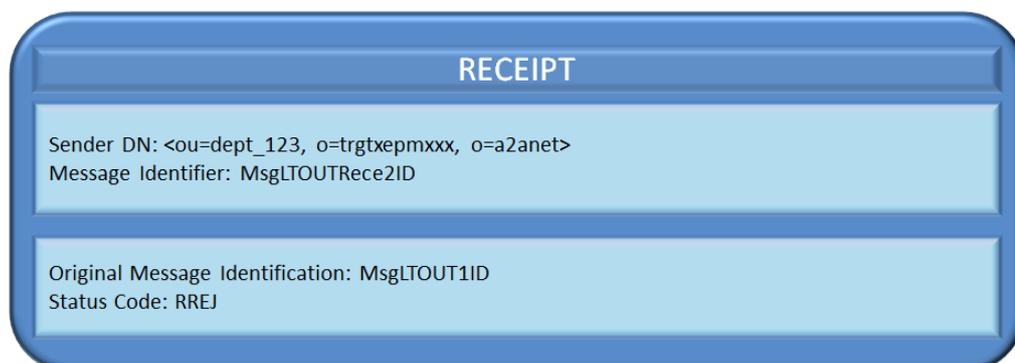 RECEIPT
Sender DN: <ou=dept_123, o=trgtxepmxxx, o=a2anet>
Message Identifier: MsgLTOUTRece2ID
Original Message Identification: MsgLTOUT1ID
Status Code: RREJ